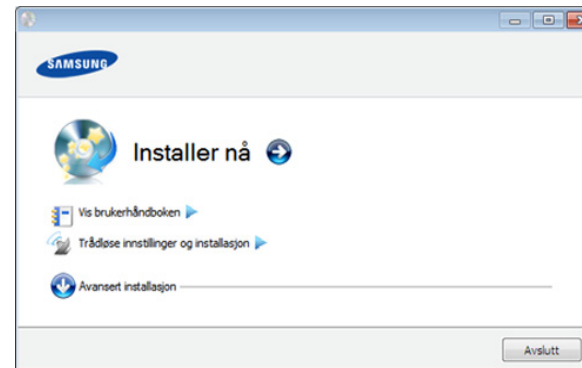 SAMSUNG
Installer nå
Vis brukerhåndboken
Trådløse innstillinger og installasjon
Avansert installasjon
Avslutt